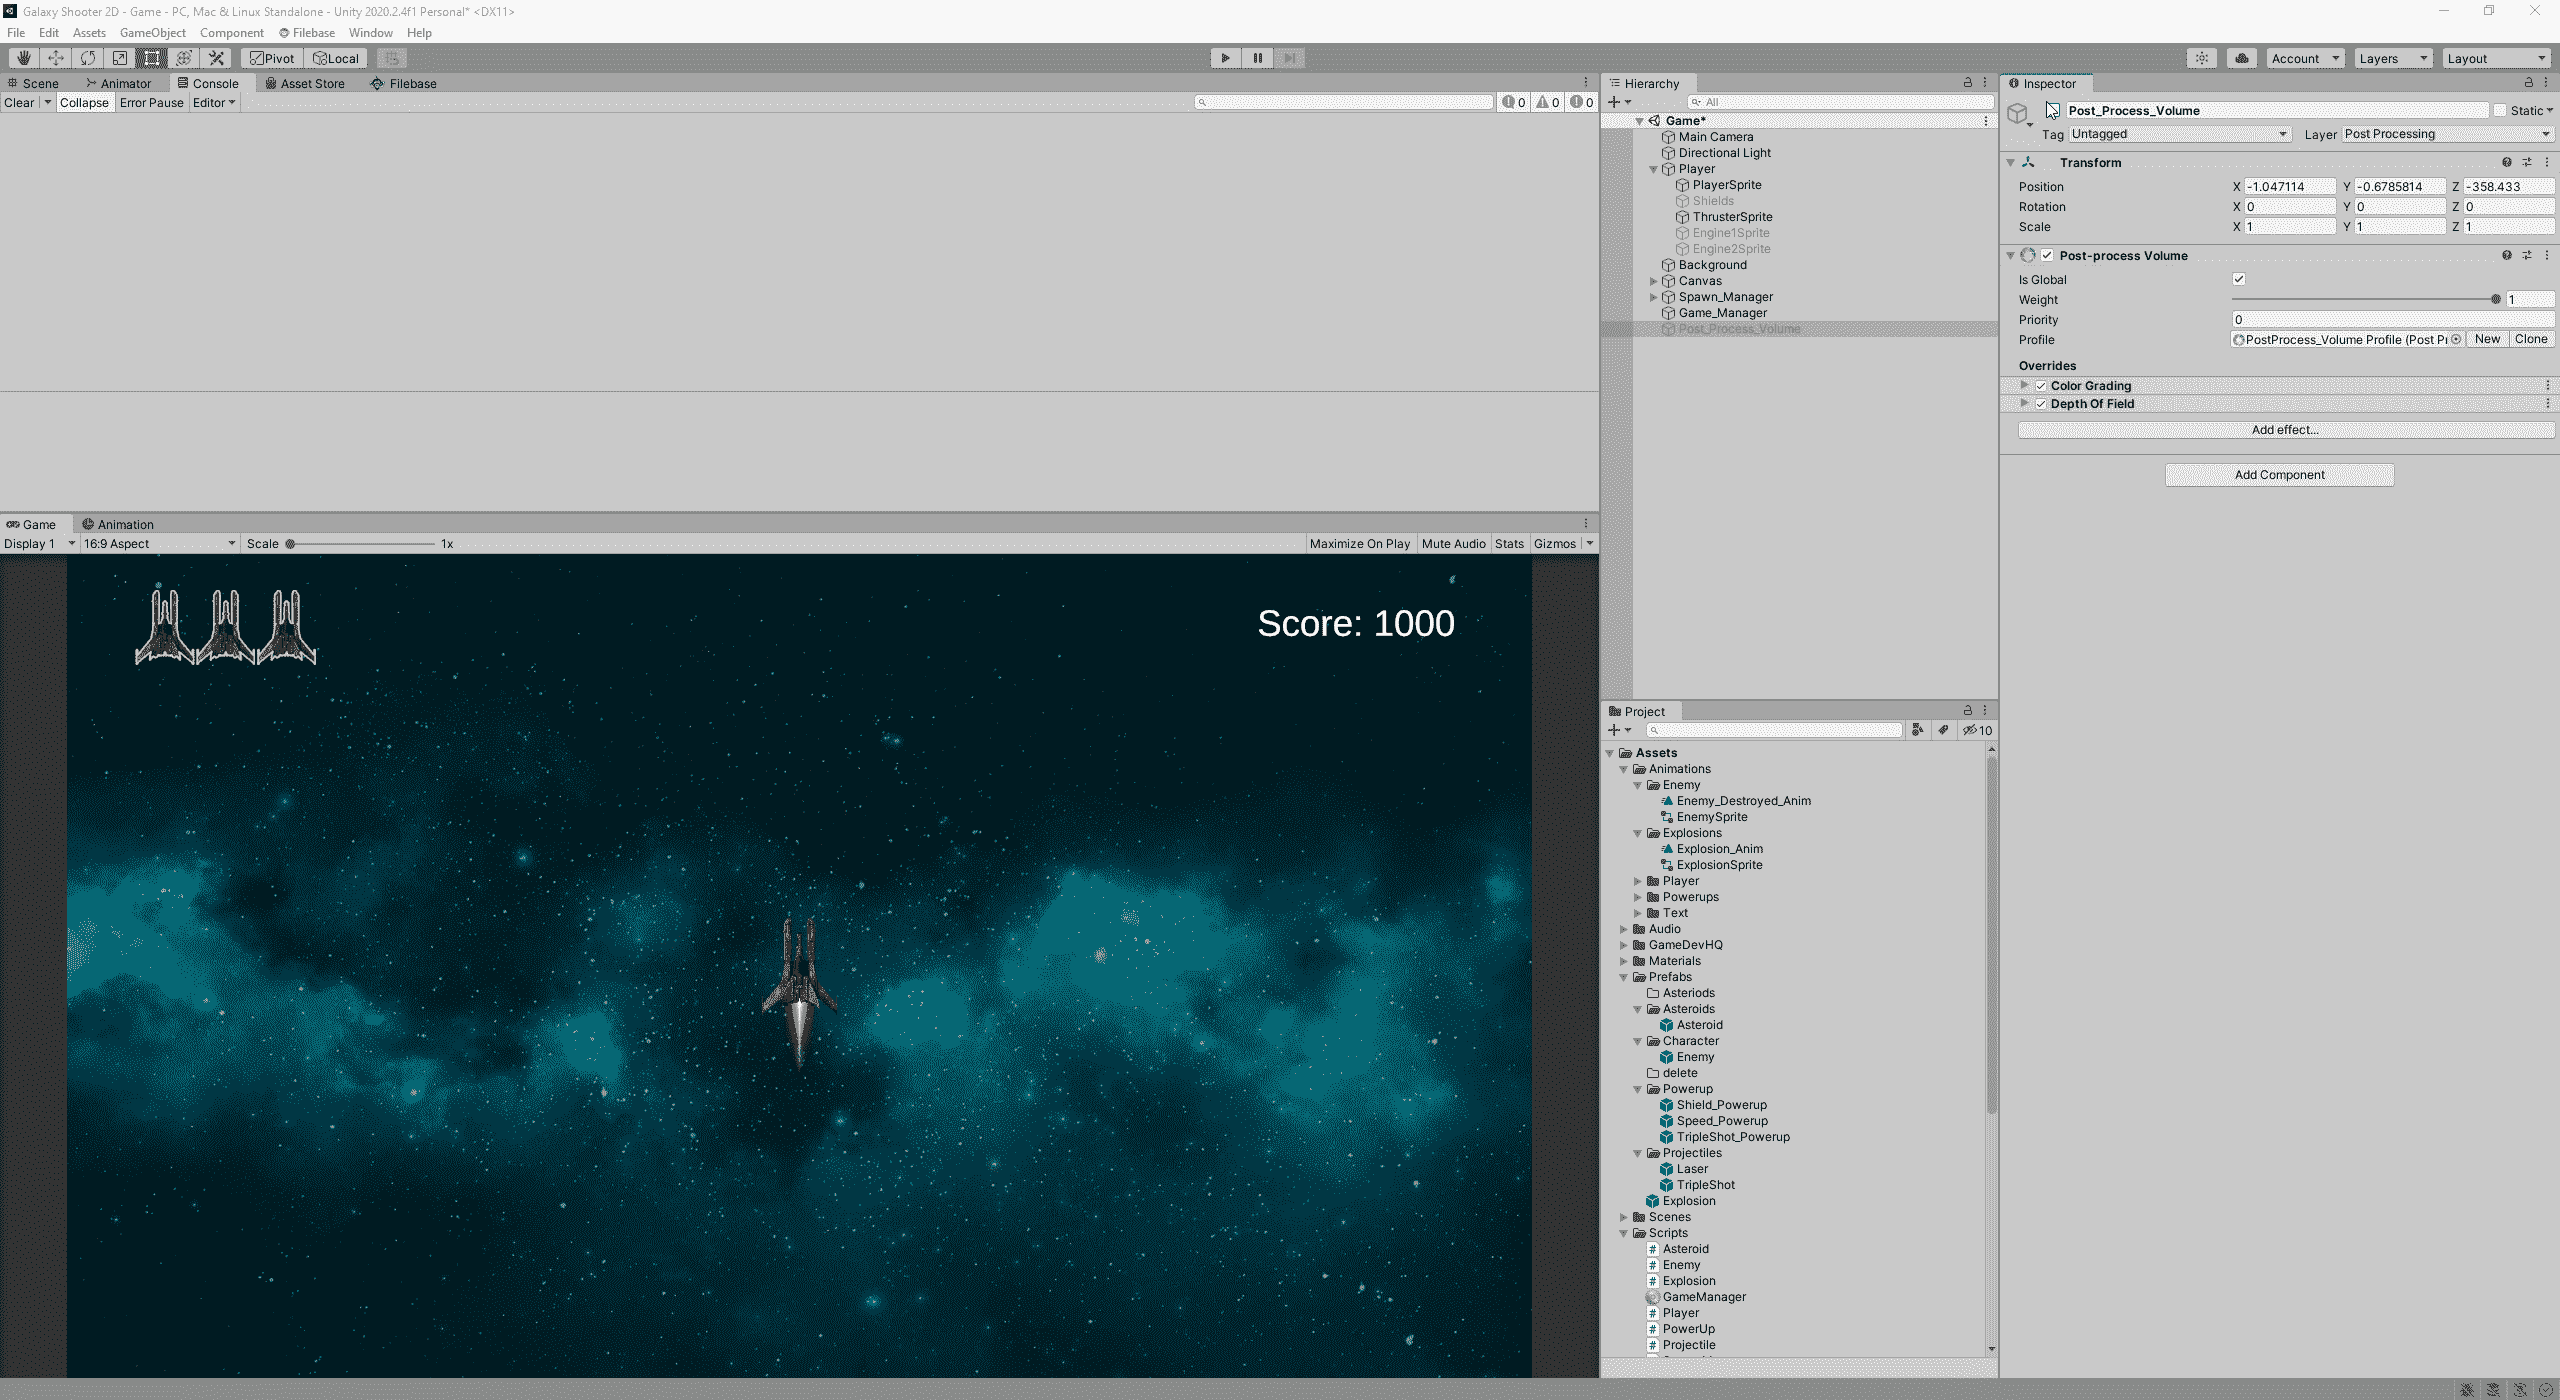 Galaxy Shooter 2D - Game - PC, Mac & Linux Standalone - Unity 2020.2.4f1 Personal* <DX11>
File Edit Assets GameObject Component Filebase Window Help
Pivot Local Account Layers Layout
Scene Animator Console Asset Store Filebase
Clear Collapse Error Pause Editor 0 0 0
Game Animation
Display 1 16:9 Aspect Scale 1x Maximize On Play Mute Audio Stats Gizmos
Score: 1000
Hierarchy
All
Game*
Main Camera
Directional Light
Player
PlayerSprite
Shields
ThrusterSprite
Engine1Sprite
Engine2Sprite
Background
Canvas
Spawn_Manager
Game_Manager
Post_Process_Volume
Project
10
Assets
Animations
Enemy
Enemy_Destroyed_Anim
EnemySprite
Explosions
Explosion_Anim
ExplosionSprite
Player
Powerups
Text
Audio
GameDevHQ
Materials
Prefabs
Asteriods
Asteroids
Asteroid
Character
Enemy
delete
Powerup
Shield_Powerup
Speed_Powerup
TripleShot_Powerup
Projectiles
Laser
TripleShot
Explosion
Scenes
Scripts
Asteroid
Enemy
Explosion
GameManager
Player
PowerUp
Projectile
Inspector
Post_Process_Volume Static
Tag Untagged Layer Post Processing
Transform
Position X -1.047114 Y -0.6785814 Z -358.433
Rotation X 0 Y 0 Z 0
Scale X 1 Y 1 Z 1
Post-process Volume
Is Global
Weight 1
Priority 0
Profile PostProcess_Volume Profile (Post Pr New Clone
Overrides
Color Grading
Depth Of Field
Add effect...
Add Component